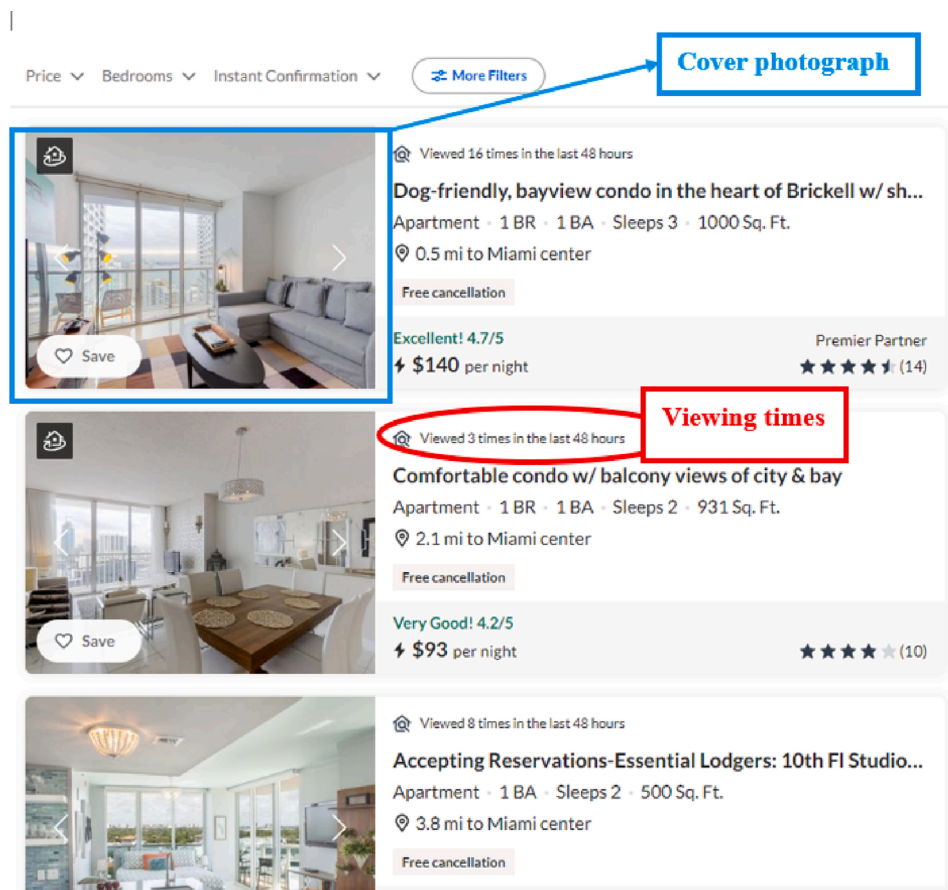 Price Bedrooms Instant Confirmation More Filters
Cover photograph
Viewed 16 times in the last 48 hours
Dog-friendly, bayview condo in the heart of Brickell w/ sh...
Apartment · 1 BR · 1 BA · Sleeps 3 · 1000 Sq. Ft.
0.5 mi to Miami center
Free cancellation
Save
Excellent! 4.7/5
Premier Partner
$140 per night
(14)
Viewing times
Viewed 3 times in the last 48 hours
Comfortable condo w/ balcony views of city & bay
Apartment · 1 BR · 1 BA · Sleeps 2 · 931 Sq. Ft.
2.1 mi to Miami center
Free cancellation
Save
Very Good! 4.2/5
$93 per night
(10)
Viewed 8 times in the last 48 hours
Accepting Reservations-Essential Lodgers: 10th Fl Studio...
Apartment · 1 BA · Sleeps 2 · 500 Sq. Ft.
3.8 mi to Miami center
Free cancellation